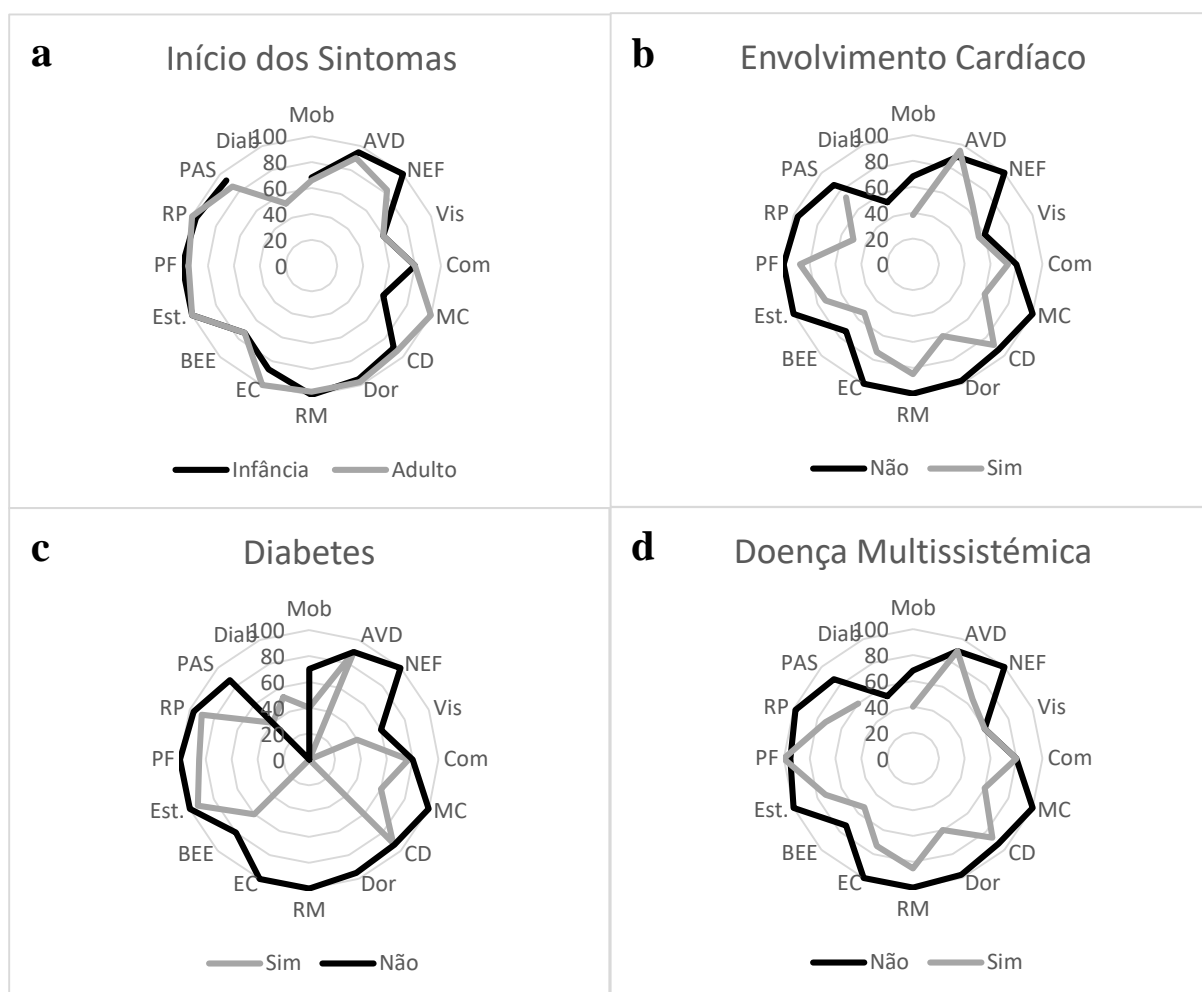 a
Início dos Sintomas
Mob
AVD
NEF
Vis
Com
MC
CD
Dor
RM
EC
BEE
Est.
PF
RP
PAS
Diab
100
80
60
40
20
0
Infância
Adulto
b
Envolvimento Cardíaco
Mob
AVD
NEF
Vis
Com
MC
CD
Dor
RM
EC
BEE
Est.
PF
RP
PAS
Diab
100
80
60
40
20
0
Não
Sim
c
Diabetes
Mob
AVD
NEF
Vis
Com
MC
CD
Dor
RM
EC
BEE
Est.
PF
RP
PAS
Diab
100
80
60
40
20
0
Sim
Não
d
Doença Multissistémica
Mob
AVD
NEF
Vis
Com
MC
CD
Dor
RM
EC
BEE
Est.
PF
RP
PAS
Diab
100
80
60
40
20
0
Não
Sim